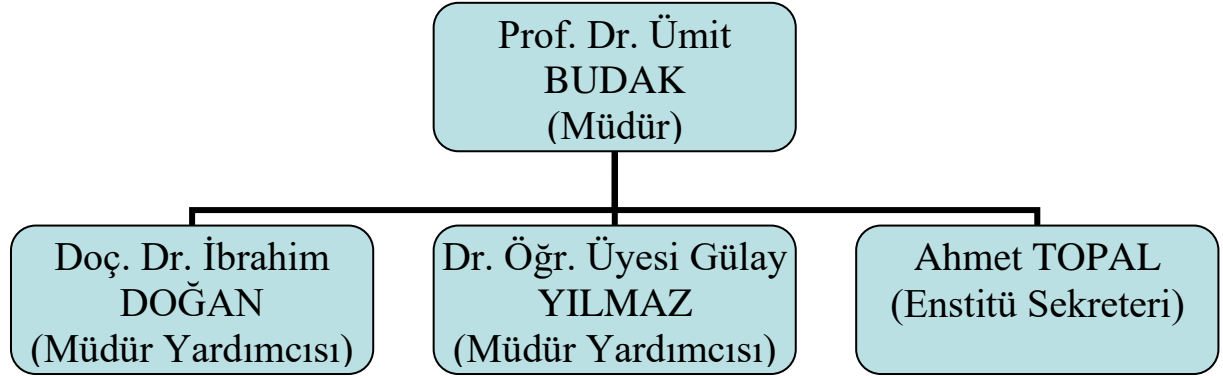 Prof. Dr. Ümit
BUDAK
(Müdür)
Doç. Dr. İbrahim
DOĞAN
(Müdür Yardımcısı)
Dr. Öğr. Üyesi Gülay
YILMAZ
(Müdür Yardımcısı)
Ahmet TOPAL
(Enstitü Sekreteri)